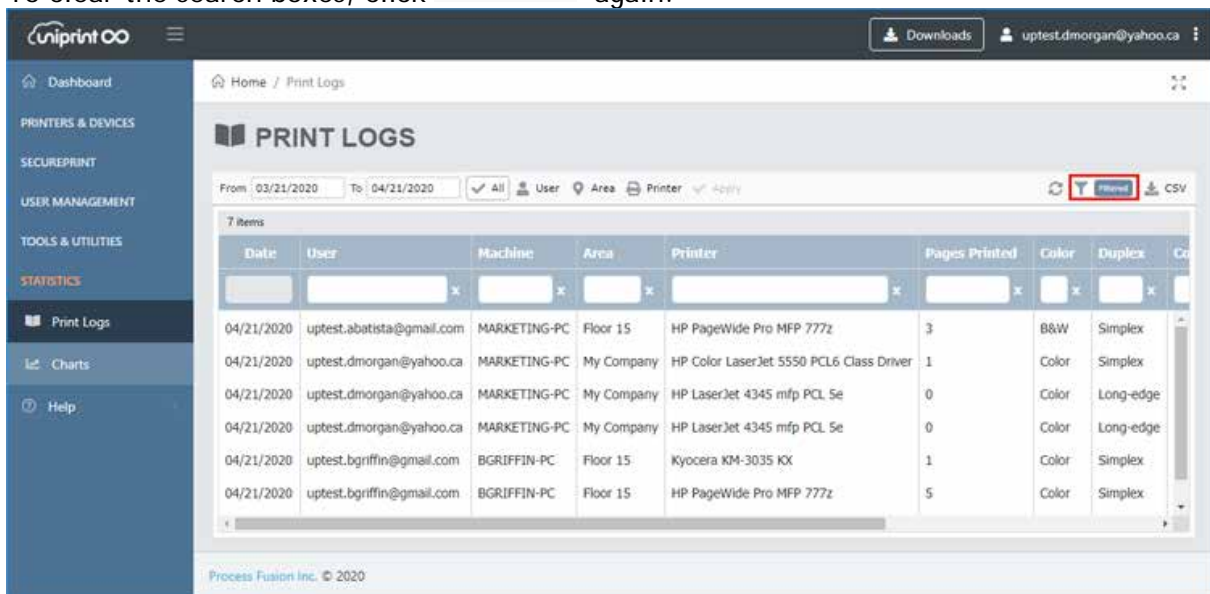 To clear the search boxes, click again.
uniprint
Downloads
uptest.dmorgan@yahoo.ca
Dashboard
Home / Print Logs
PRINTERS & DEVICES
PRINT LOGS
SECUREPRINT
From 03/21/2020 To 04/21/2020 All User Area Printer Apply Filtered CSV
USER MANAGEMENT
7 items
TOOLS & UTILITIES
Date User Machine Area Printer Pages Printed Color Duplex Co
STATISTICS
x x x x x x x
Print Logs
04/21/2020 uptest.abatista@gmail.com MARKETING-PC Floor 15 HP PageWide Pro MFP 777z 3 B&W Simplex
Charts
04/21/2020 uptest.dmorgan@yahoo.ca MARKETING-PC My Company HP Color LaserJet 5550 PCL6 Class Driver 1 Color Simplex
04/21/2020 uptest.dmorgan@yahoo.ca MARKETING-PC My Company HP LaserJet 4345 mfp PCL 5e 0 Color Long-edge
Help
04/21/2020 uptest.dmorgan@yahoo.ca MARKETING-PC My Company HP LaserJet 4345 mfp PCL 5e 0 Color Long-edge
04/21/2020 uptest.bgriffin@gmail.com BGRIFFIN-PC Floor 15 Kyocera KM-3035 KX 1 Color Simplex
04/21/2020 uptest.bgriffin@gmail.com BGRIFFIN-PC Floor 15 HP PageWide Pro MFP 777z 5 Color Simplex
Process Fusion Inc. © 2020